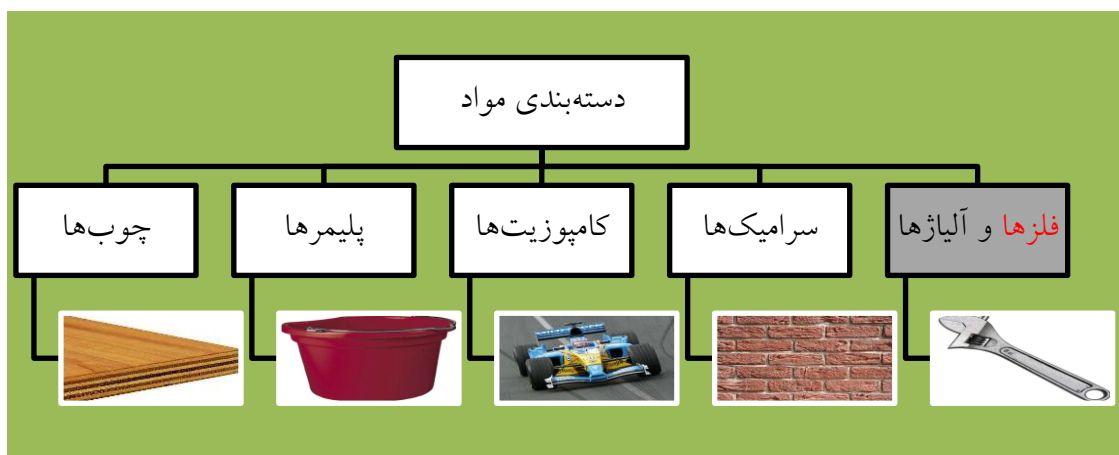 دسته‌بندی مواد
فلزها و آلیاژها
سرامیک‌ها
کامپوزیت‌ها
پلیمرها
چوب‌ها